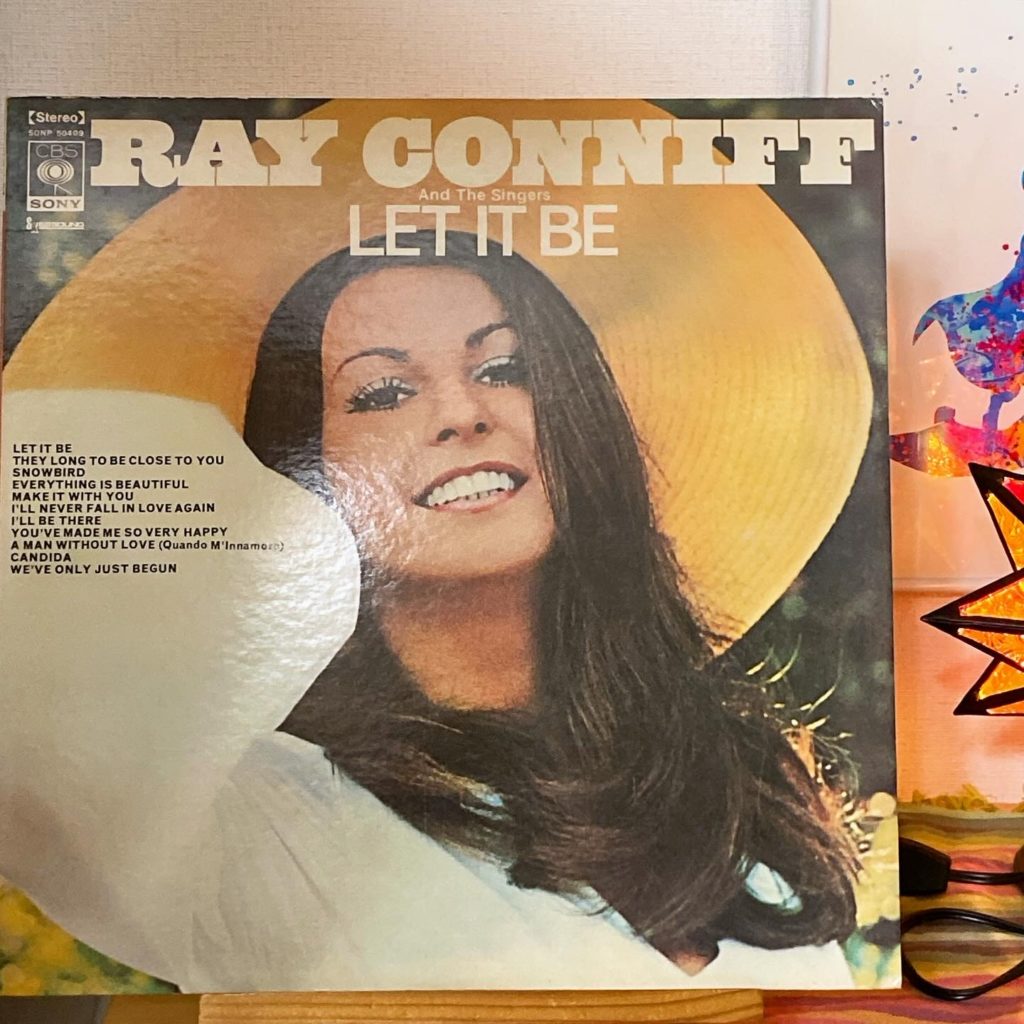 【Stereo】
SONP 50409
CBS
SONY
RAY CONNIFF
And The Singers
LET IT BE
LET IT BE
THEY LONG TO BE CLOSE TO YOU
SNOWBIRD
EVERYTHING IS BEAUTIFUL
MAKE IT WITH YOU
I'LL NEVER FALL IN LOVE AGAIN
I'LL BE THERE
YOU'VE MADE ME SO VERY HAPPY
A MAN WITHOUT LOVE (Quando M'Innamoro)
CANDIDA
WE'VE ONLY JUST BEGUN